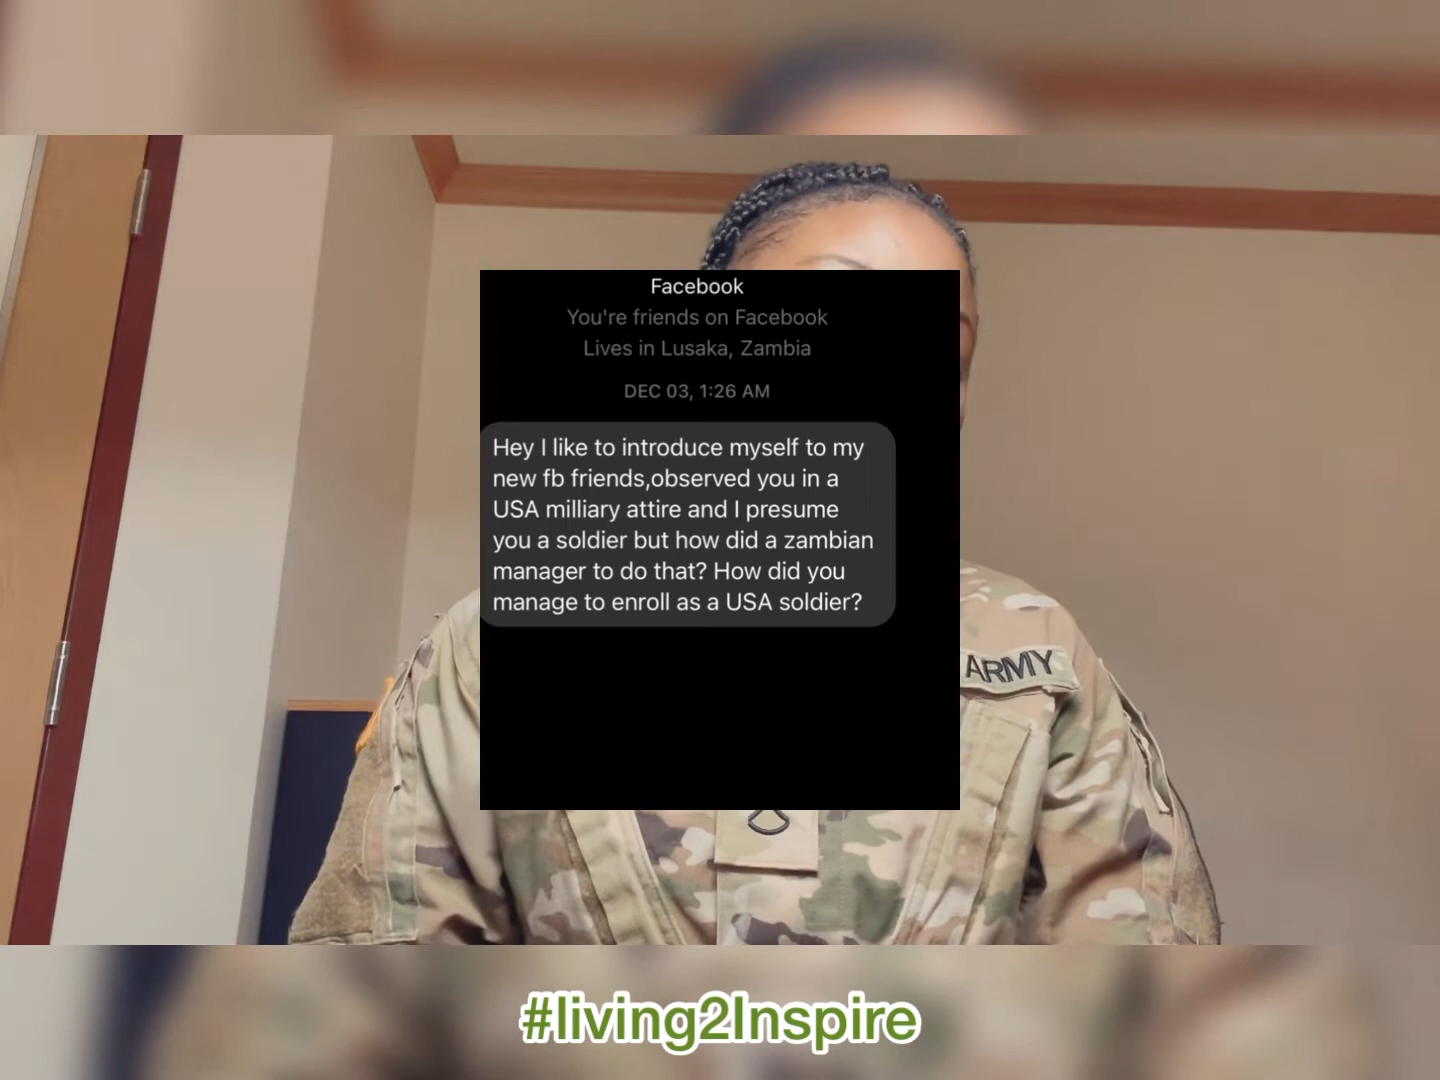 Facebook
You're friends on Facebook
Lives in Lusaka, Zambia
DEC 03, 1:26 AM
Hey I like to introduce myself to my
new fb friends,observed you in a
USA milliary attire and I presume
you a soldier but how did a zambian
manager to do that? How did you
manage to enroll as a USA soldier?
ARMY
#living2Inspire